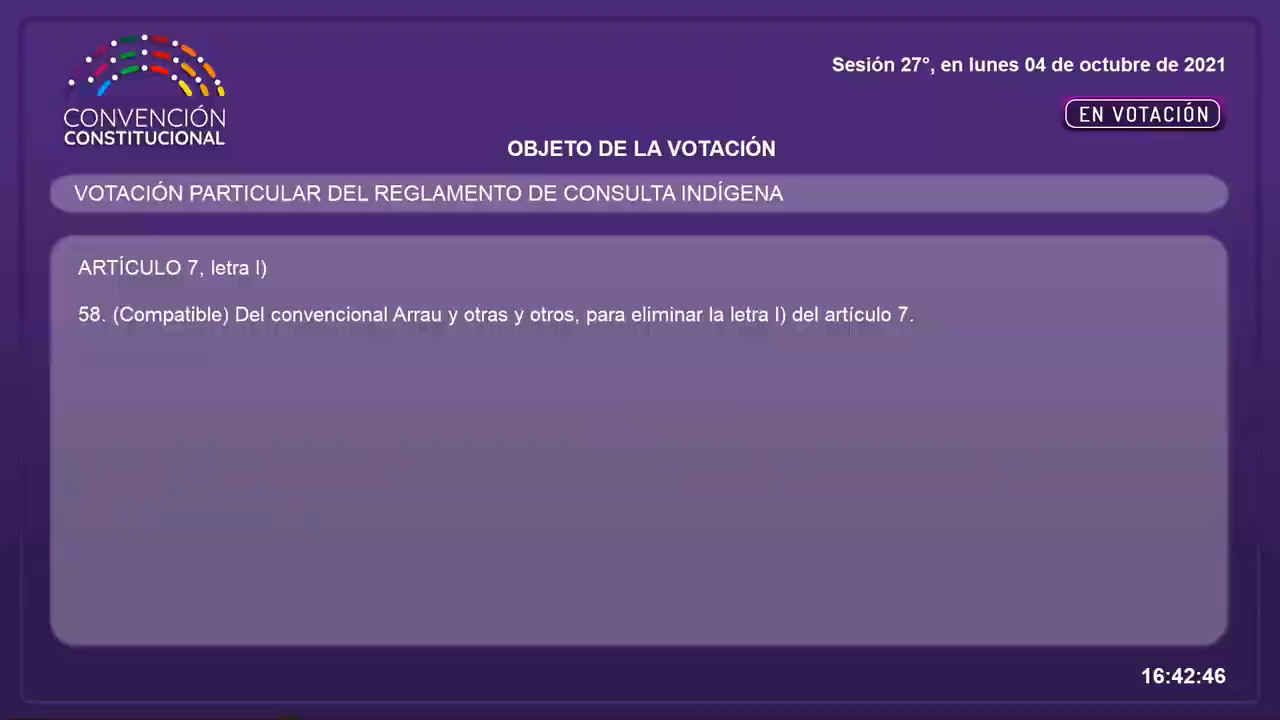 CONVENCIÓN
CONSTITUCIONAL
Sesión 27°, en lunes 04 de octubre de 2021
EN VOTACIÓN
OBJETO DE LA VOTACIÓN
VOTACIÓN PARTICULAR DEL REGLAMENTO DE CONSULTA INDÍGENA
ARTÍCULO 7, letra l)
58. (Compatible) Del convencional Arrau y otras y otros, para eliminar la letra l) del artículo 7.
16:42:46